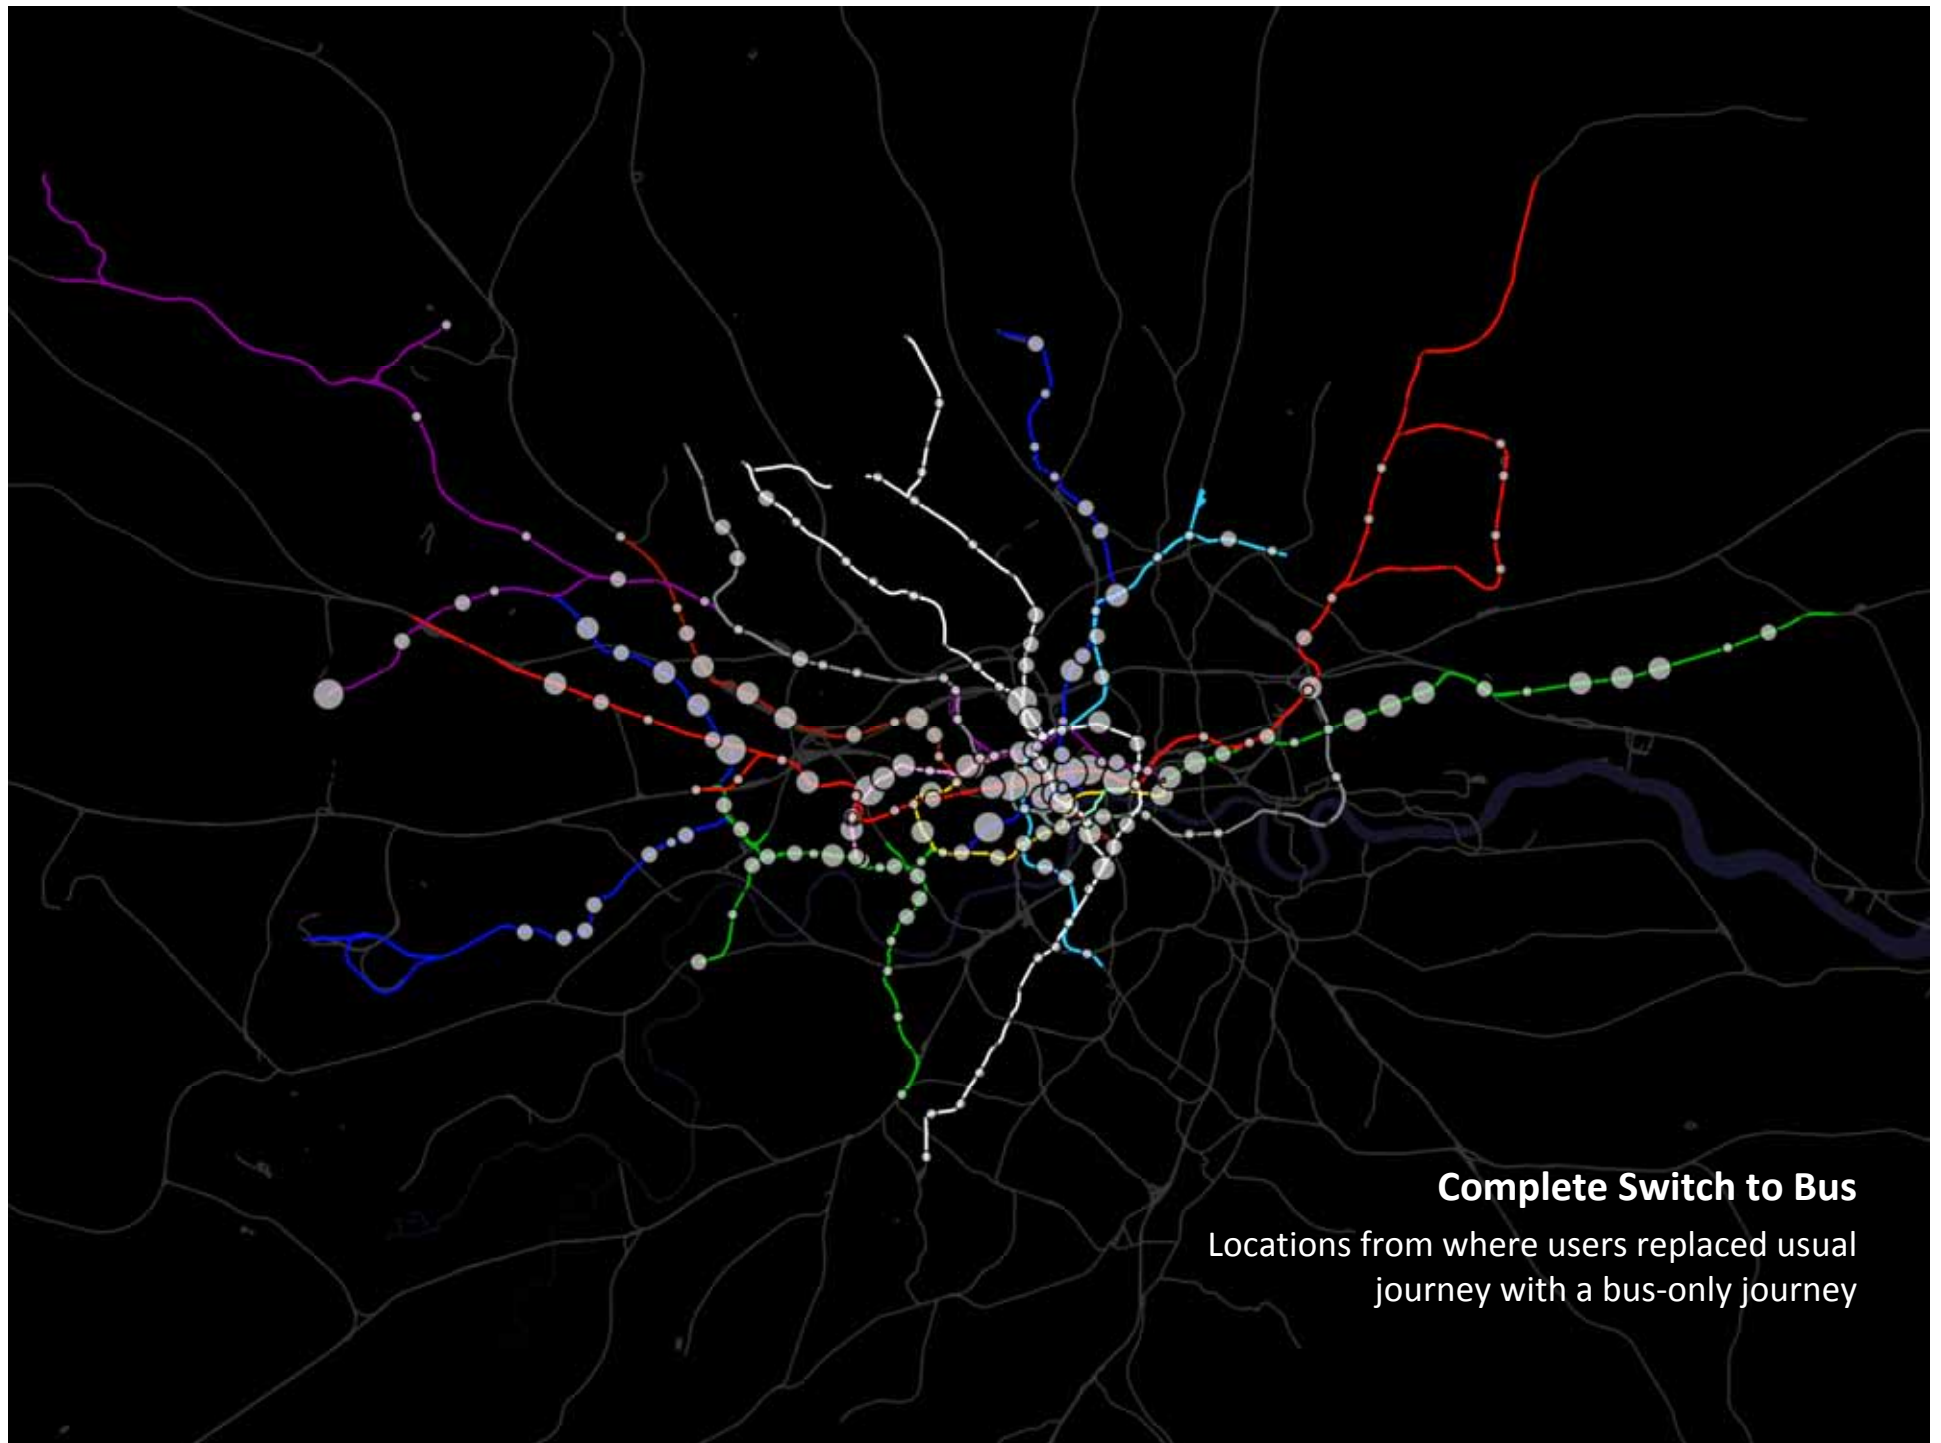 Complete Switch to Bus
Locations from where users replaced usual
journey with a bus-only journey